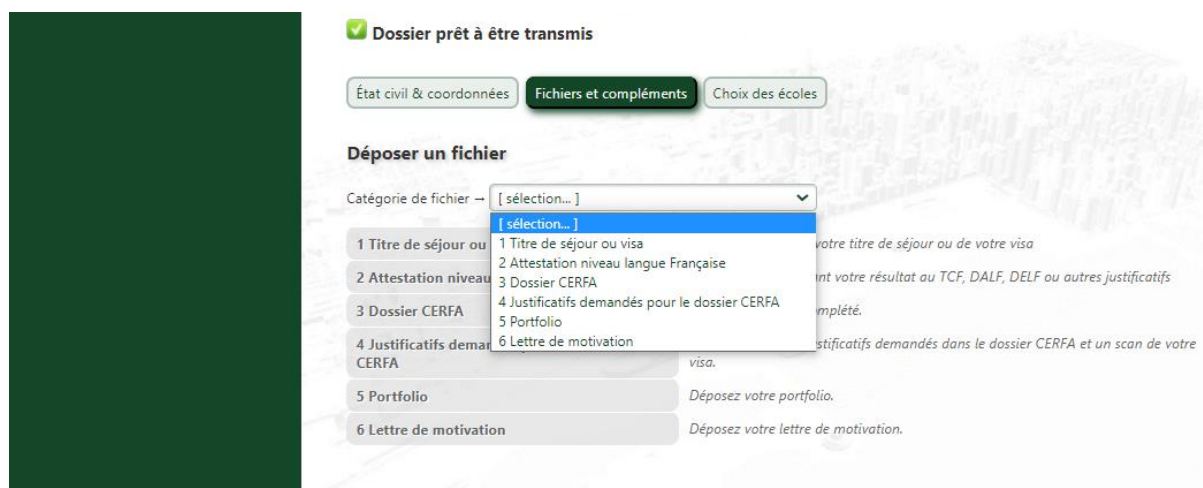 Dossier prêt à être transmis
État civil & coordonnées Fichiers et compléments Choix des écoles
Déposer un fichier
Catégorie de fichier → [ sélection... ]
[ sélection... ]
1 Titre de séjour ou visa
2 Attestation niveau langue Française
3 Dossier CERFA
4 Justificatifs demandés pour le dossier CERFA
5 Portfolio
6 Lettre de motivation
1 Titre de séjour ou votre titre de séjour ou de votre visa
2 Attestation niveau votre résultat au TCF, DALF, DELF ou autres justificatifs
3 Dossier CERFA
4 Justificatifs demandés dans le dossier CERFA et un scan de votre
CERFA visa.
5 Portfolio Déposez votre portfolio.
6 Lettre de motivation Déposez votre lettre de motivation.